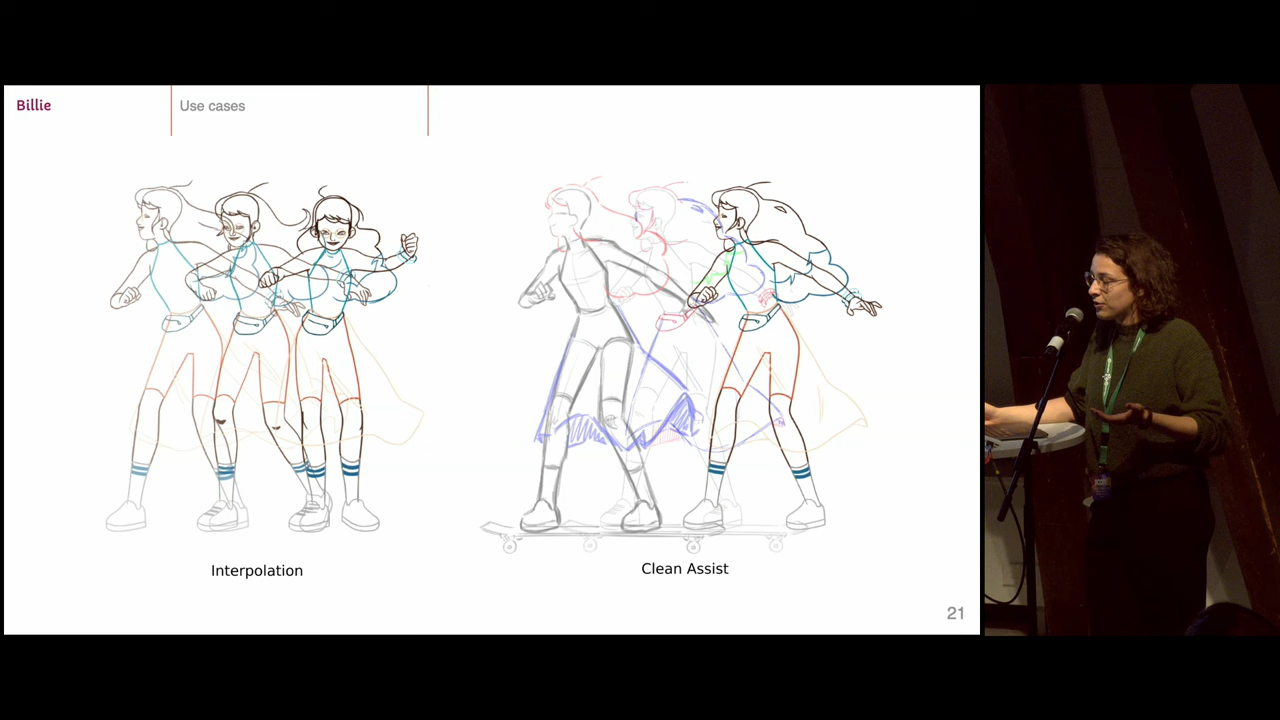 Billie
Use cases
Interpolation
Clean Assist
21